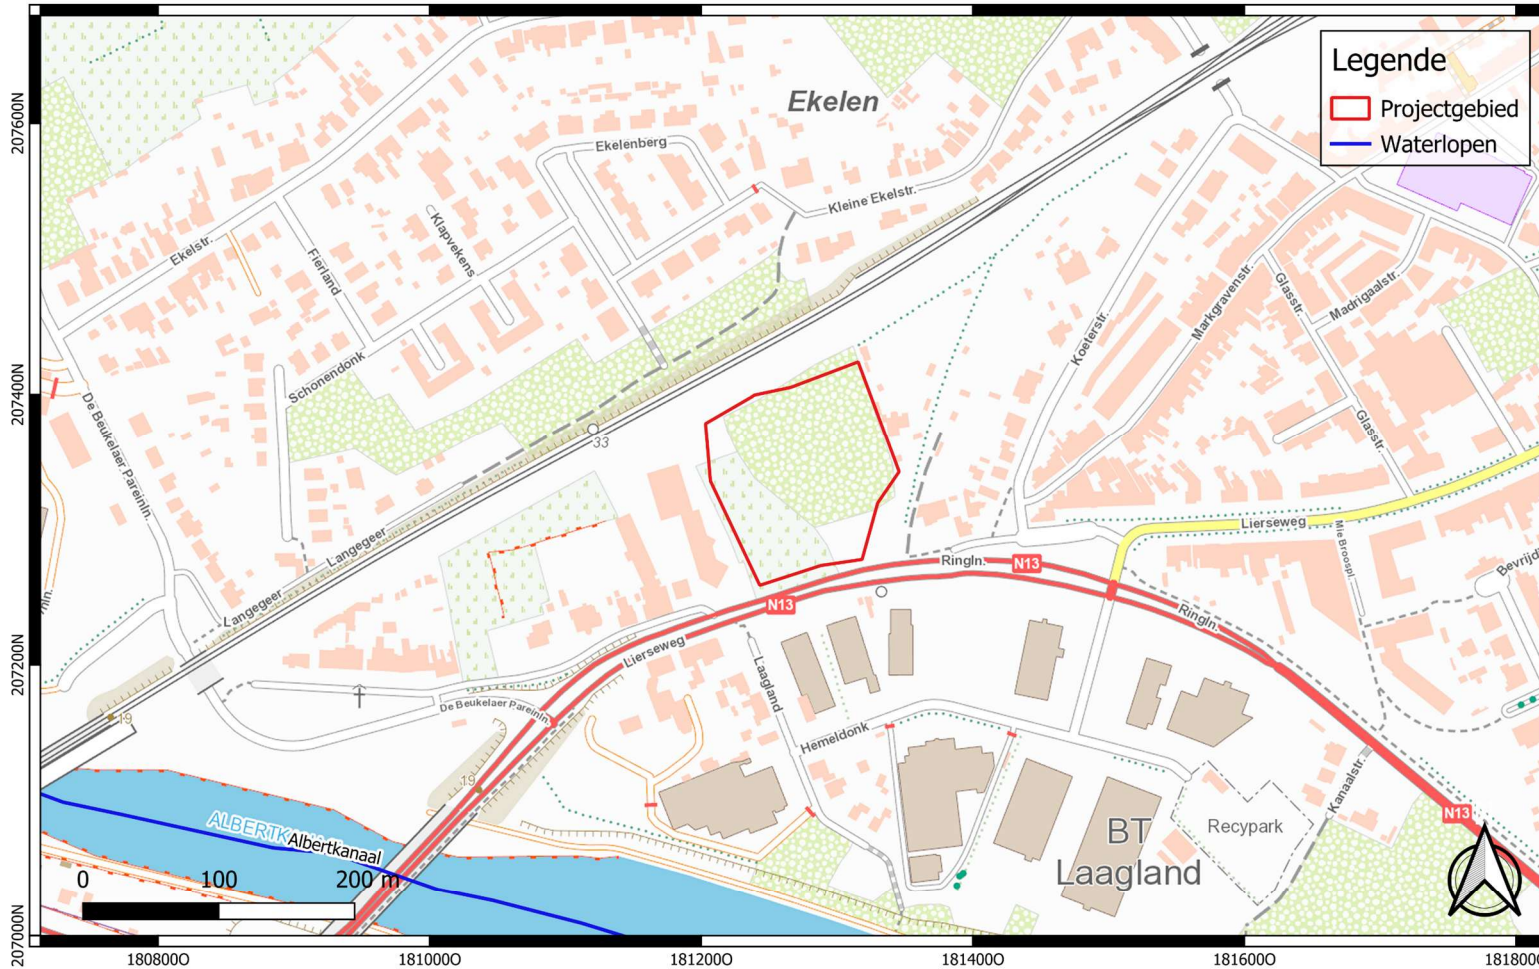 Legende
Projectgebied
Waterlopen
Ekelen
Ekelenberg
Kleine Ekelstr.
Ekelstr.
Fierland
Klapvekens
Schonendonk
De Beukelaer Pareinln.
Langegeer
Langegeer
33
Koeterstr.
Markgravenstr.
Glasstr.
Madrigaalstr.
Glasstr.
Lierseweg
Mie Broospl.
Bevrijd
Ringln.
N13
N13
Ringln.
Lierseweg
Laagland
Hemeldonk
De Beukelaer Pareinln.
19
19
BT
Laagland
Recypark
Kanaalstr.
N13
ALBERTK
Albertkanaal
0 100 200 m
207600N
207400N
207200N
207000N
180800O
181000O
181200O
181400O
181600O
181800